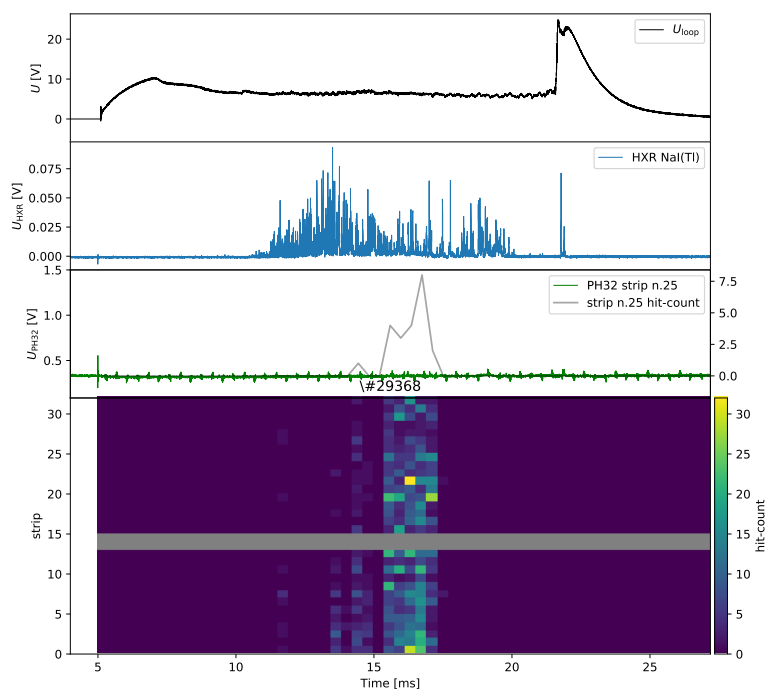 20
10
0
U [V]
U_loop
0.075
0.050
0.025
0.000
U_HXR [V]
HXR NaI(Tl)
1.5
1.0
0.5
U_PH32 [V]
PH32 strip n.25
strip n.25 hit-count
7.5
5.0
2.5
0.0
\#29368
30
25
20
15
10
5
0
strip
30
25
20
15
10
5
0
hit-count
5 10 15 20 25
Time [ms]